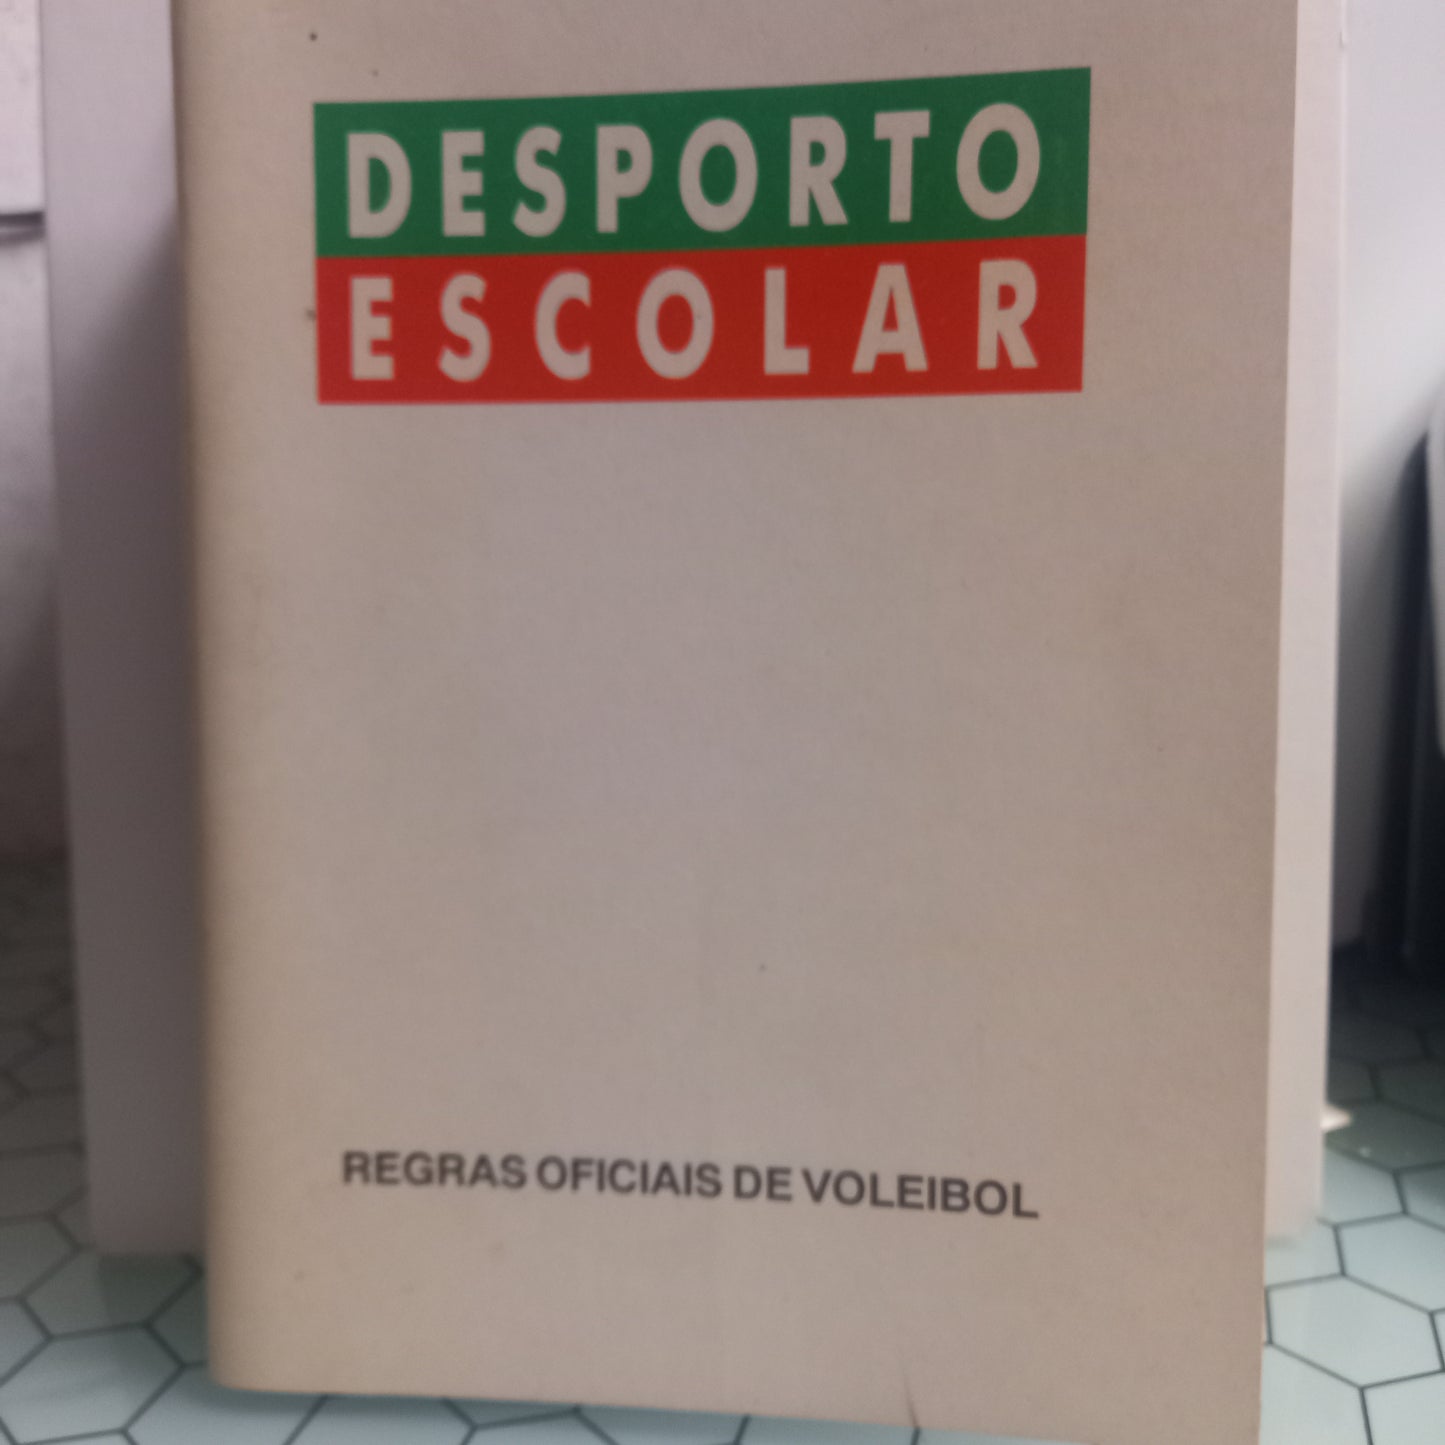 DESPORTO
ESCOLAR
REGRAS OFICIAIS DE VOLEIBOL